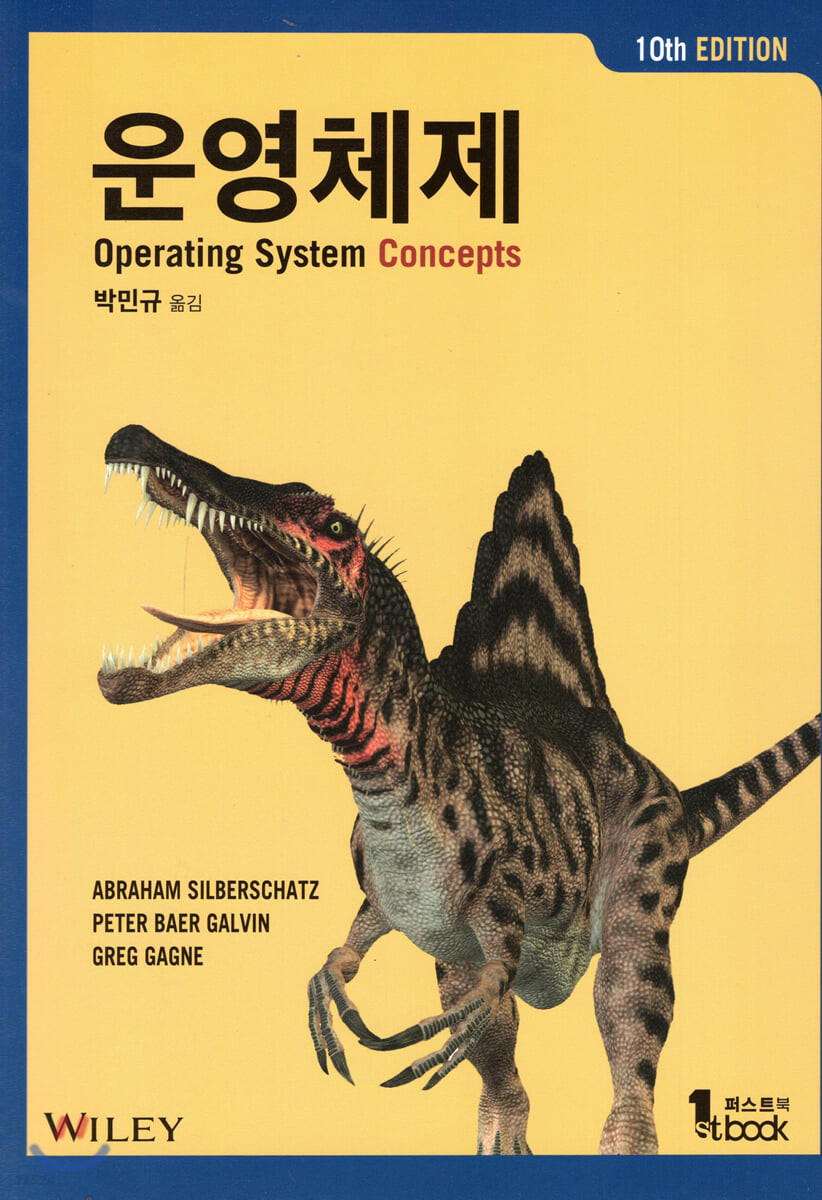 10th EDITION
운영체제
Operating System Concepts
박민규 옮김
ABRAHAM SILBERSCHATZ
PETER BAER GALVIN
GREG GAGNE
WILEY
1st book 퍼스트북